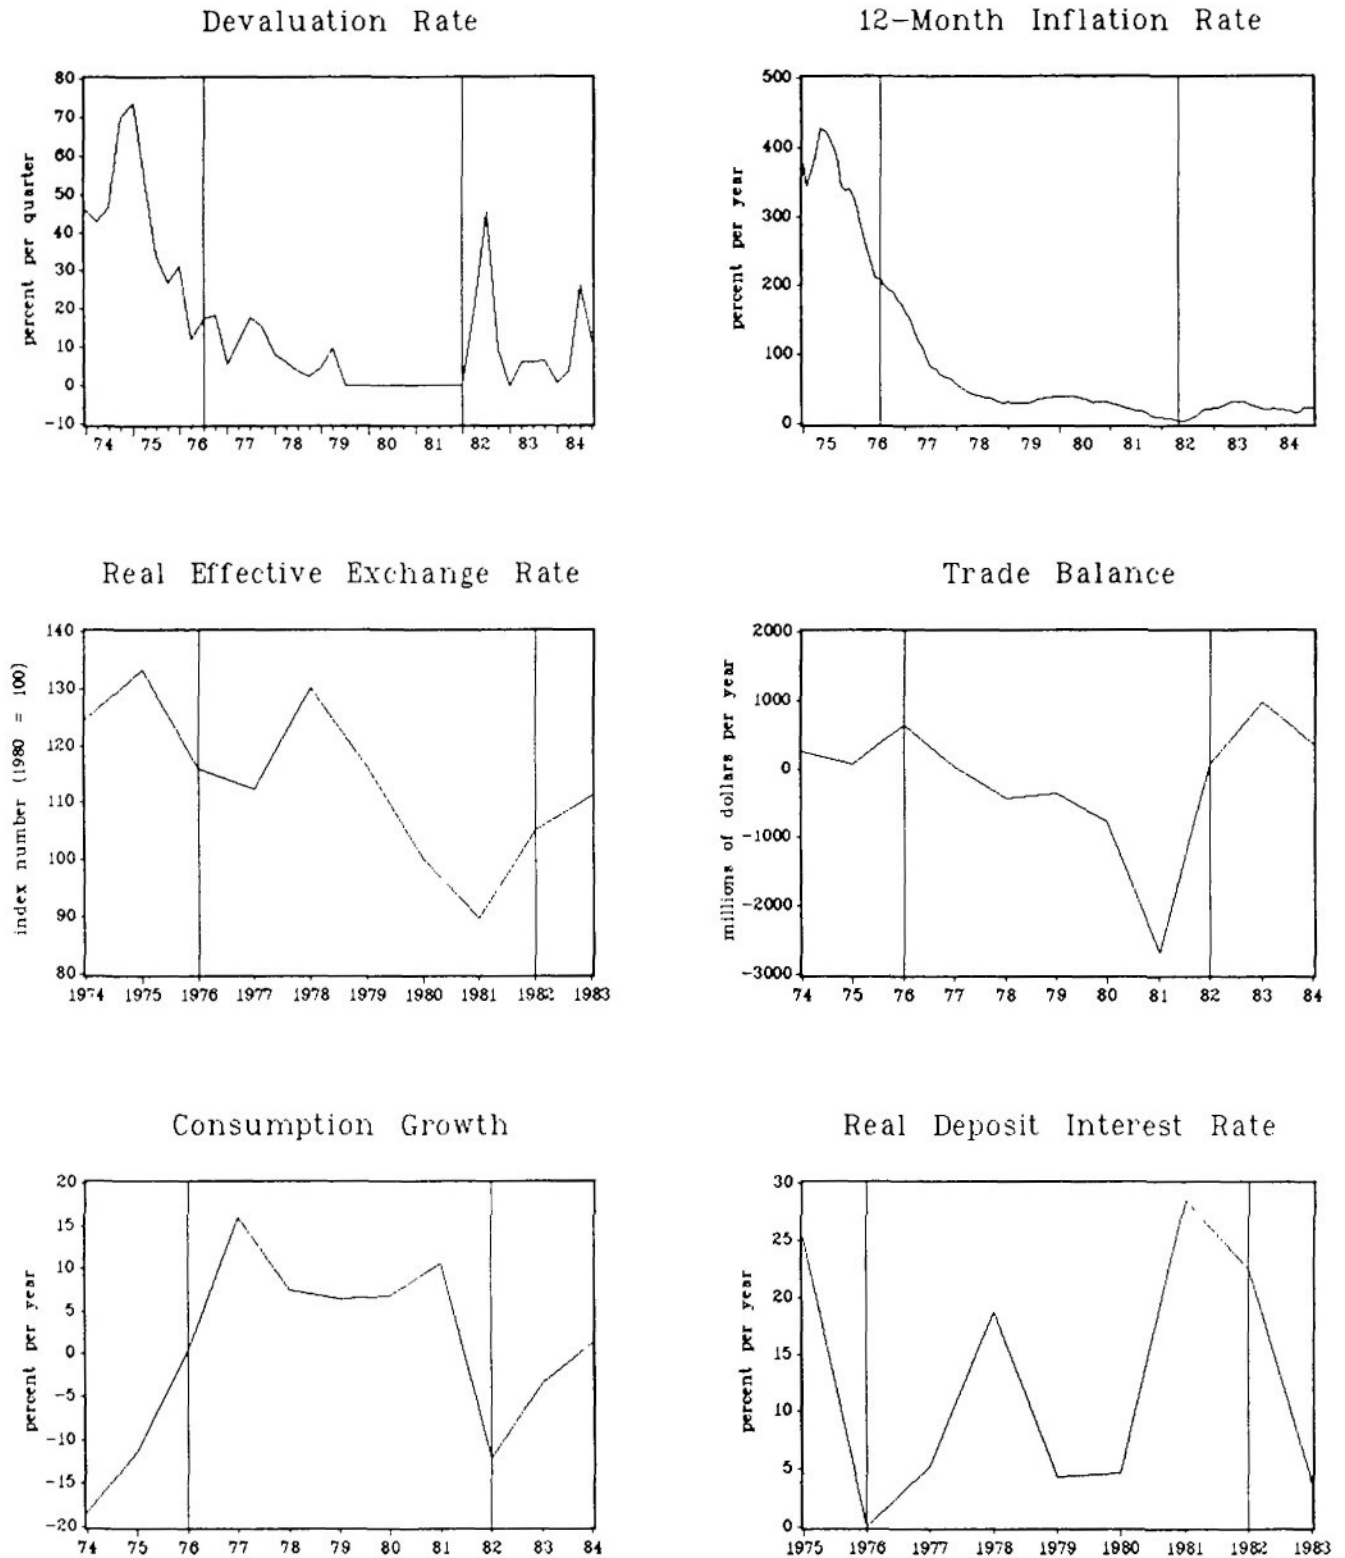 Devaluation Rate
percent per quarter
80
70
60
50
40
30
20
10
0
-10
74 75 76 77 78 79 80 81 82 83 84
12-Month Inflation Rate
percent per year
500
400
300
200
100
0
75 76 77 78 79 80 81 82 83 84
Real Effective Exchange Rate
index number (1980 = 100)
140
130
120
110
100
90
80
1974 1975 1976 1977 1978 1979 1980 1981 1982 1983
Trade Balance
millions of dollars per year
2000
1000
0
-1000
-2000
-3000
74 75 76 77 78 79 80 81 82 83 84
Consumption Growth
percent per year
20
15
10
5
0
-5
-10
-15
-20
74 75 76 77 78 79 80 81 82 83 84
Real Deposit Interest Rate
percent per year
30
25
20
15
10
5
0
1975 1976 1977 1978 1979 1980 1981 1982 1983